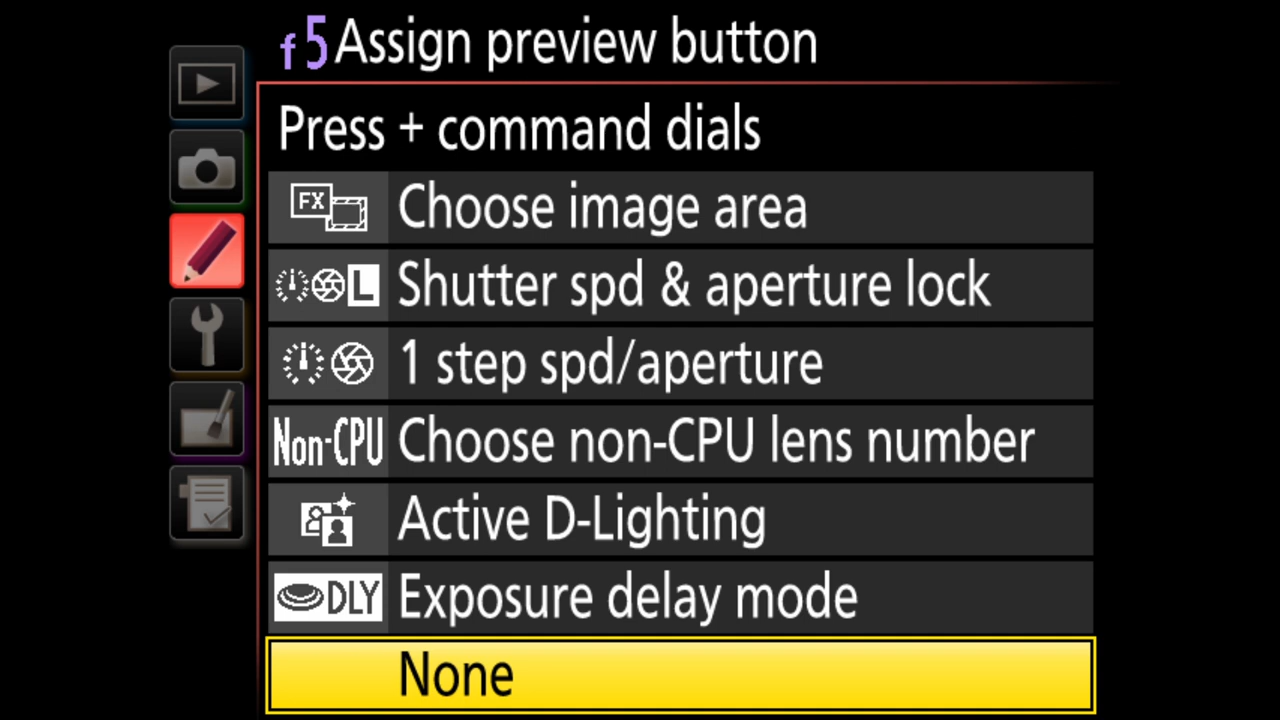 f5 Assign preview button
Press + command dials
FX Choose image area
L Shutter spd & aperture lock
1 step spd/aperture
Non-CPU Choose non-CPU lens number
Active D-Lighting
DLY Exposure delay mode
None